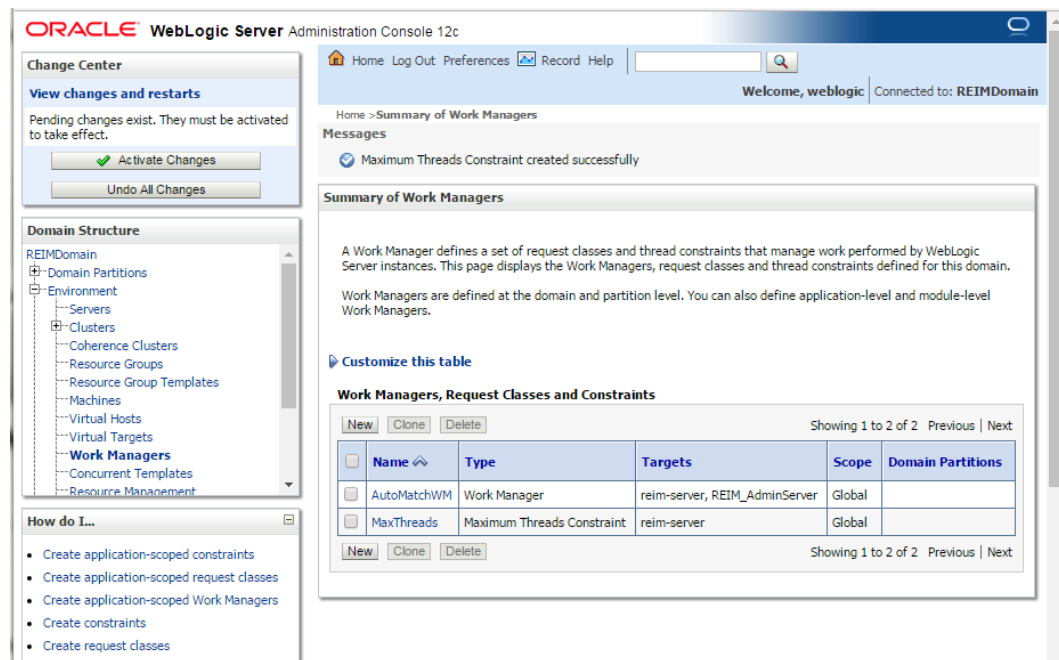 ORACLE WebLogic Server Administration Console 12c
Change Center
View changes and restarts
Pending changes exist. They must be activated
to take effect.
Activate Changes
Undo All Changes
Domain Structure
REIMDomain
Domain Partitions
Environment
Servers
Clusters
Coherence Clusters
Resource Groups
Resource Group Templates
Machines
Virtual Hosts
Virtual Targets
Work Managers
Concurrent Templates
Resource Management
How do I...
Create application-scoped constraints
Create application-scoped request classes
Create application-scoped Work Managers
Create constraints
Create request classes
Home Log Out Preferences Record Help
Welcome, weblogic Connected to: REIMDomain
Home >Summary of Work Managers
Messages
Maximum Threads Constraint created successfully
Summary of Work Managers
A Work Manager defines a set of request classes and thread constraints that manage work performed by WebLogic
Server instances. This page displays the Work Managers, request classes and thread constraints defined for this domain.
Work Managers are defined at the domain and partition level. You can also define application-level and module-level
Work Managers.
Customize this table
Work Managers, Request Classes and Constraints
New Clone Delete Showing 1 to 2 of 2 Previous | Next
Name Type Targets Scope Domain Partitions
AutoMatchWM Work Manager reim-server, REIM_AdminServer Global
MaxThreads Maximum Threads Constraint reim-server Global
New Clone Delete Showing 1 to 2 of 2 Previous | Next